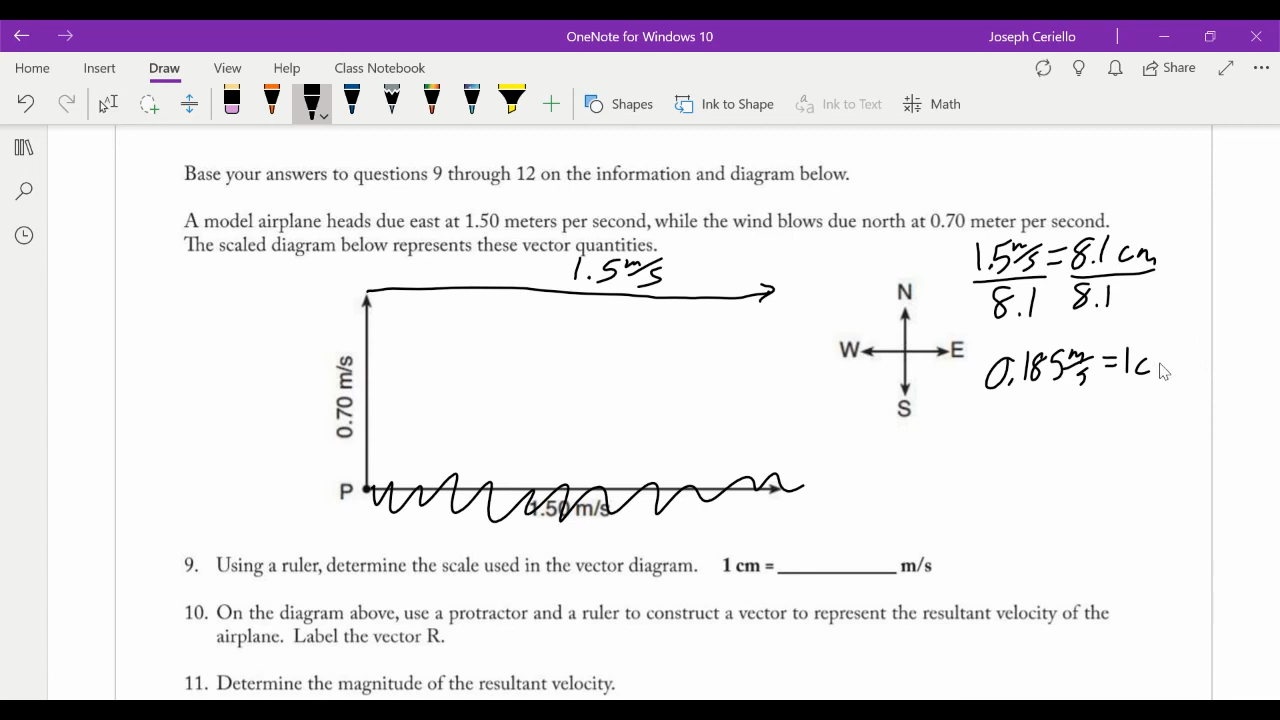 OneNote for Windows 10
Joseph Ceriello
Home Insert Draw View Help Class Notebook Share
Shapes Ink to Shape Ink to Text Math
Base your answers to questions 9 through 12 on the information and diagram below.
A model airplane heads due east at 1.50 meters per second, while the wind blows due north at 0.70 meter per second.
The scaled diagram below represents these vector quantities.
1.5 m/s
1.5 m/s = 8.1 cm
8.1 8.1
N
W E
S
0.185 m/s = 1 c
0.70 m/s
P
1.50 m/s
9. Using a ruler, determine the scale used in the vector diagram. 1 cm = ____________ m/s
10. On the diagram above, use a protractor and a ruler to construct a vector to represent the resultant velocity of the
airplane. Label the vector R.
11. Determine the magnitude of the resultant velocity.